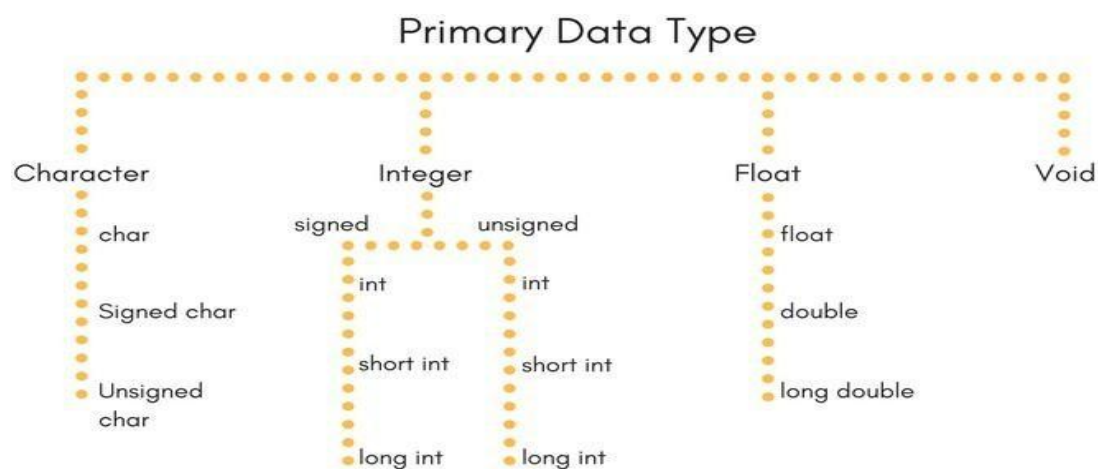 Primary Data Type
Character
Integer
Float
Void
char
Signed char
Unsigned
char
signed
unsigned
int
short int
long int
int
short int
long int
float
double
long double